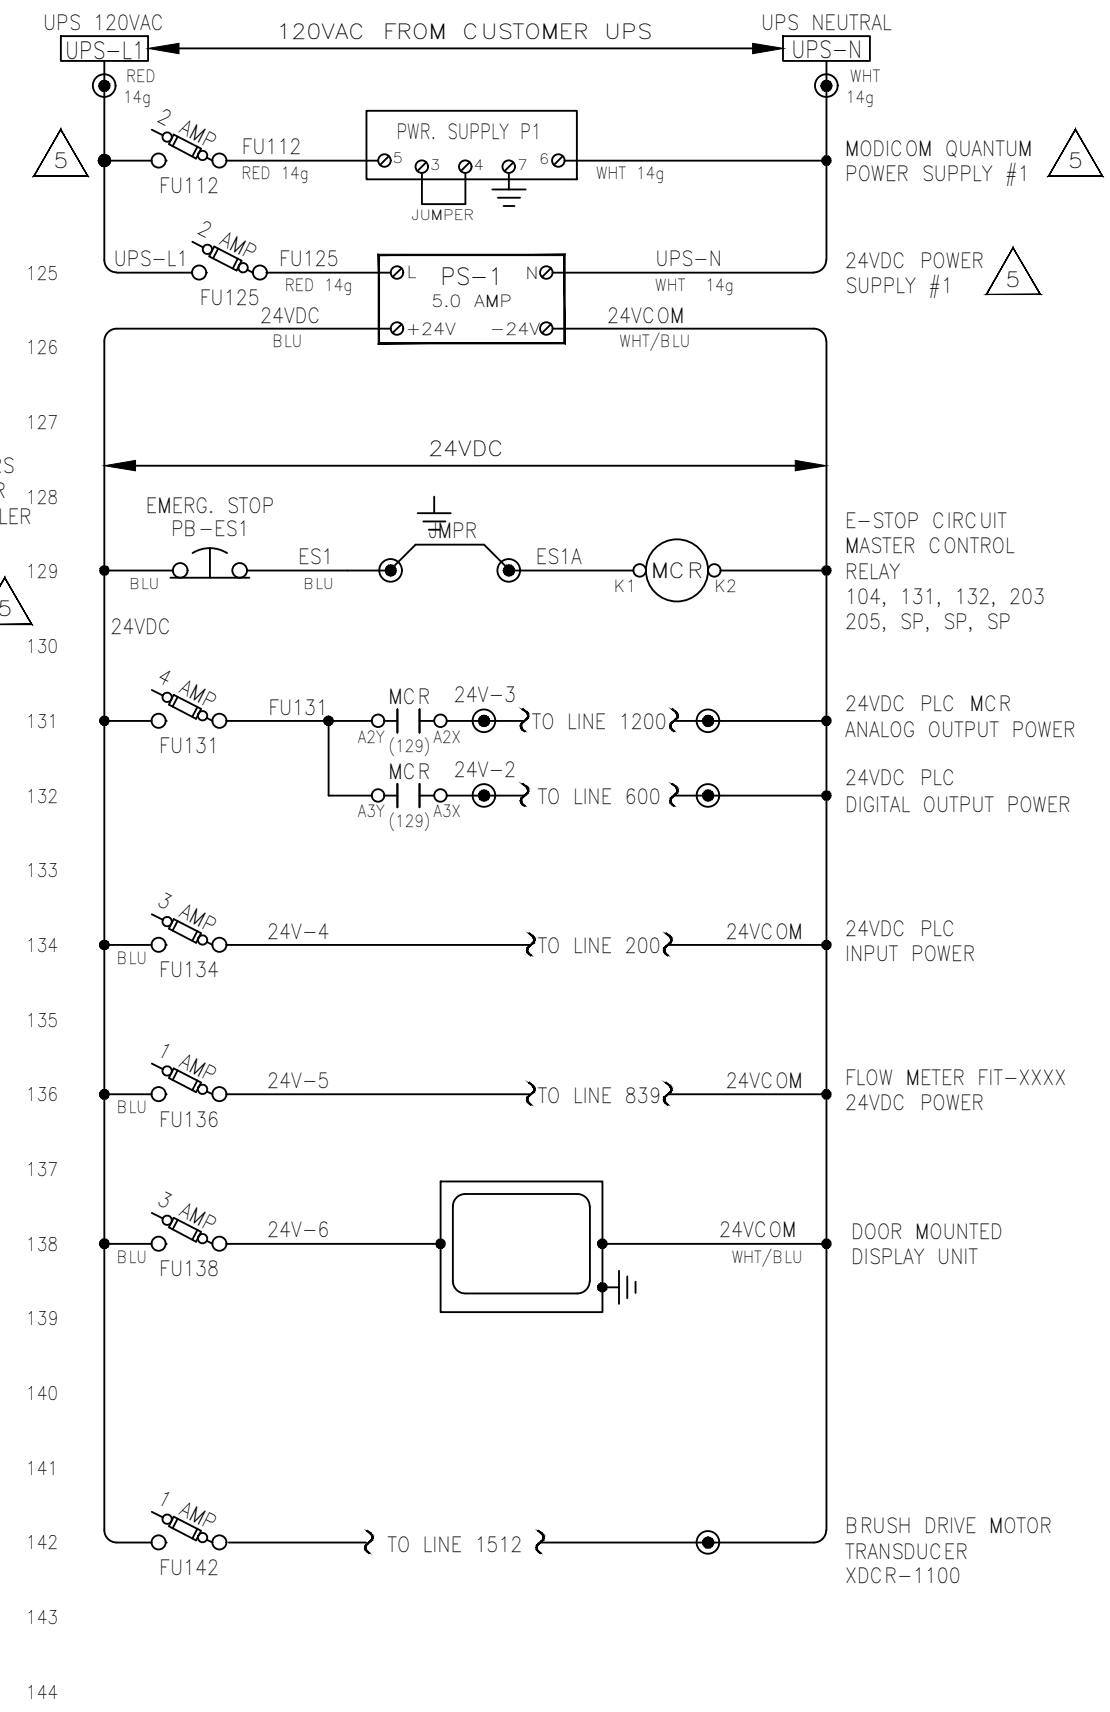 UPS 120VAC
UPS NEUTRAL
UPS-L1
120VAC FROM CUSTOMER UPS
UPS-N
RED
14g
WHT
14g
2 AMP
5
FU112
FU112
RED 14g
PWR. SUPPLY P1
5
3
4
7
6
JUMPER
WHT 14g
MODICOM QUANTUM
POWER SUPPLY #1
5
125
UPS-L1
2 AMP
FU125
FU125
RED 14g
L
PS-1
N
5.0 AMP
+24V
-24V
UPS-N
WHT 14g
24VDC POWER
SUPPLY #1
5
126
24VDC
BLU
24VCOM
WHT/BLU
127
24VDC
128
LER
EMERG. STOP
PB-ES1
JMPR
129
BLU
ES1
BLU
ES1A
K1
MCR
K2
E-STOP CIRCUIT
MASTER CONTROL
RELAY
104, 131, 132, 203
205, SP, SP, SP
5
24VDC
130
131
4 AMP
FU131
FU131
MCR
A2Y
(129)
A2X
24V-3
TO LINE 1200
24VDC PLC MCR
ANALOG OUTPUT POWER
132
MCR
A3Y
(129)
A3X
24V-2
TO LINE 600
24VDC PLC
DIGITAL OUTPUT POWER
133
134
3 AMP
BLU
FU134
24V-4
TO LINE 200
24VCOM
24VDC PLC
INPUT POWER
135
136
1 AMP
BLU
FU136
24V-5
TO LINE 839
24VCOM
FLOW METER FIT-XXXX
24VDC POWER
137
138
3 AMP
BLU
FU138
24V-6
24VCOM
WHT/BLU
DOOR MOUNTED
DISPLAY UNIT
139
140
141
142
1 AMP
FU142
TO LINE 1512
BRUSH DRIVE MOTOR
TRANSDUCER
XDCR-1100
143
144